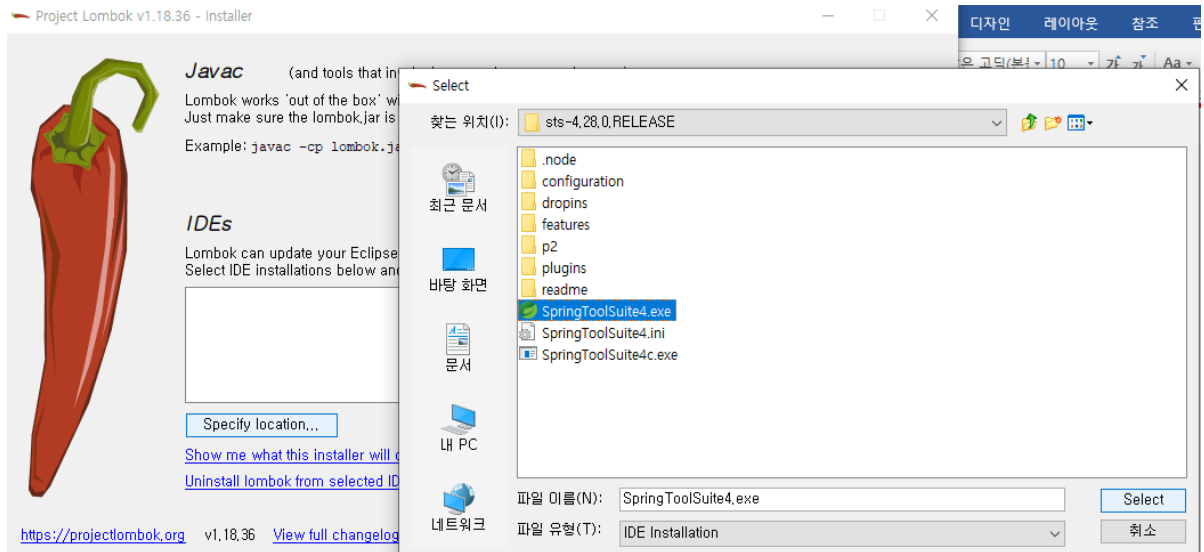 Project Lombok v1.18.36 - Installer
디자인 레이아웃 참조
10 Aa
Javac (and tools that in
Lombok works 'out of the box' wi
Just make sure the lombok.jar is
Example: javac -cp lombok.ja
IDEs
Lombok can update your Eclipse
Select IDE installations below and
Specify location...
Show me what this installer will
Uninstall lombok from selected ID
https://projectlombok.org v1.18.36 View full changelog
Select
찾는 위치(I): sts-4.28.0.RELEASE
최근 문서
바탕 화면
문서
내 PC
네트워크
.node
configuration
dropins
features
p2
plugins
readme
SpringToolSuite4.exe
SpringToolSuite4.ini
SpringToolSuite4c.exe
파일 이름(N): SpringToolSuite4.exe Select
파일 유형(T): IDE Installation 취소